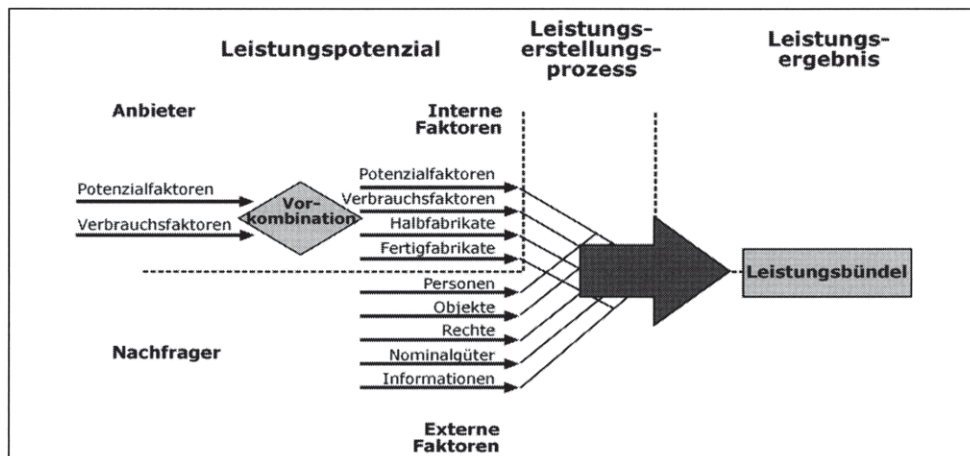 Leistungspotenzial
Leistungs-
erstellungs-
prozess
Leistungs-
ergebnis
Anbieter
Interne
Faktoren
Potenzialfaktoren
Verbrauchsfaktoren
Vor-
kombination
Potenzialfaktoren
Verbrauchsfaktoren
Halbfabrikate
Fertigfabrikate
Personen
Objekte
Rechte
Nominalgüter
Informationen
Leistungsbündel
Nachfrager
Externe
Faktoren